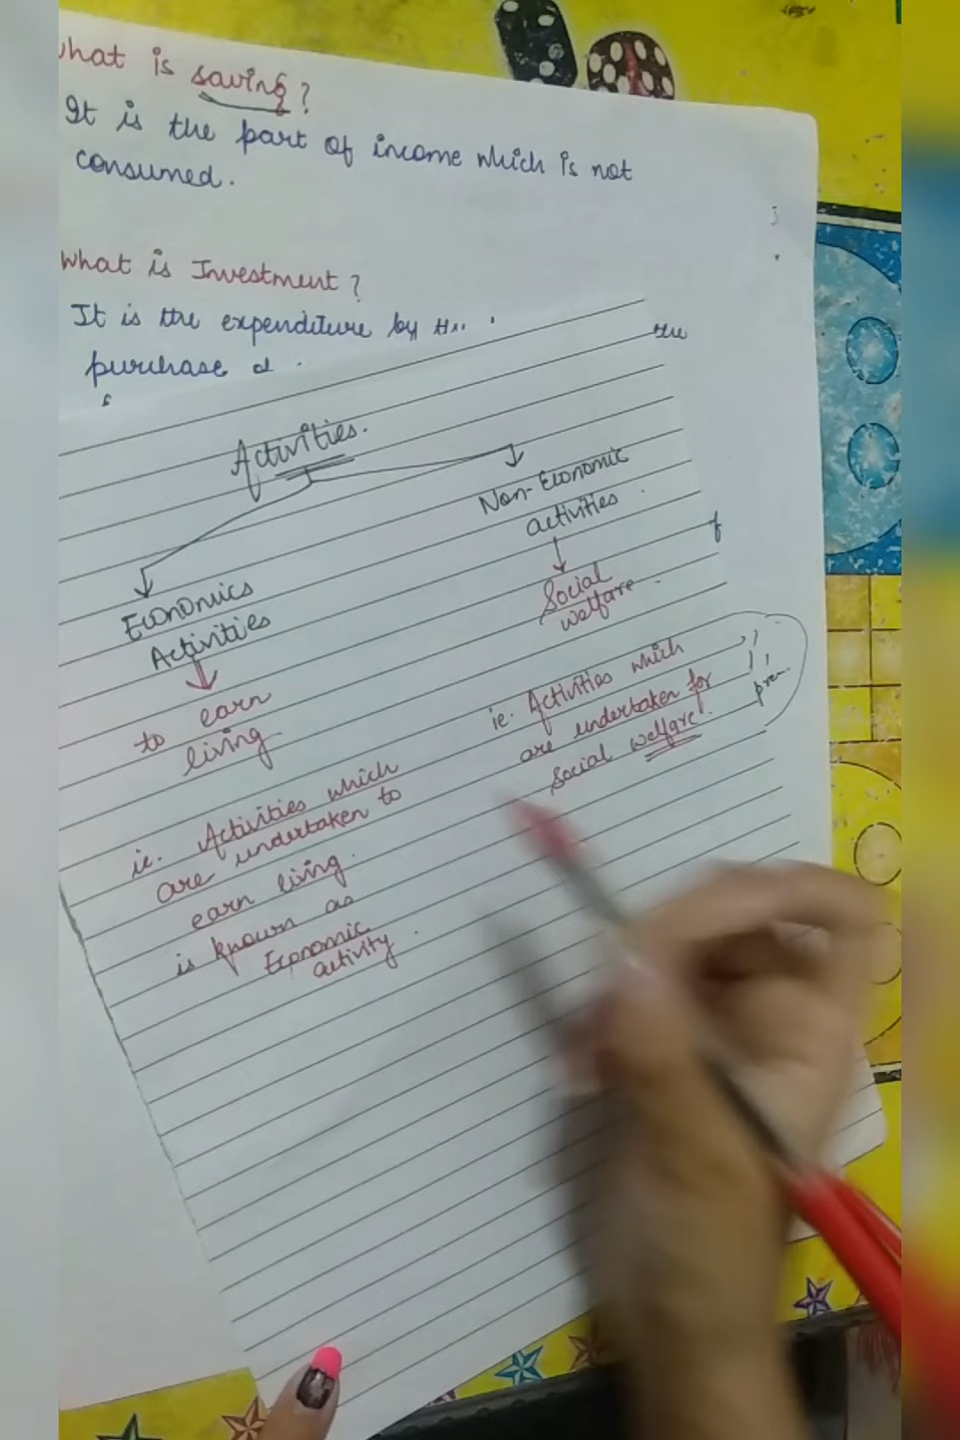 what is saving?
It is the part of income which is not
consumed.
What is Investment?
It is the expenditure by
the
purchase
Activities.
Non-Economic
activities
Social
welfare
Economics
Activities
to earn
living
ie. Activities which
are undertaken for
social welfare.
ie. Activities which
are undertaken to
earn living.
is known as
Economic
activity.